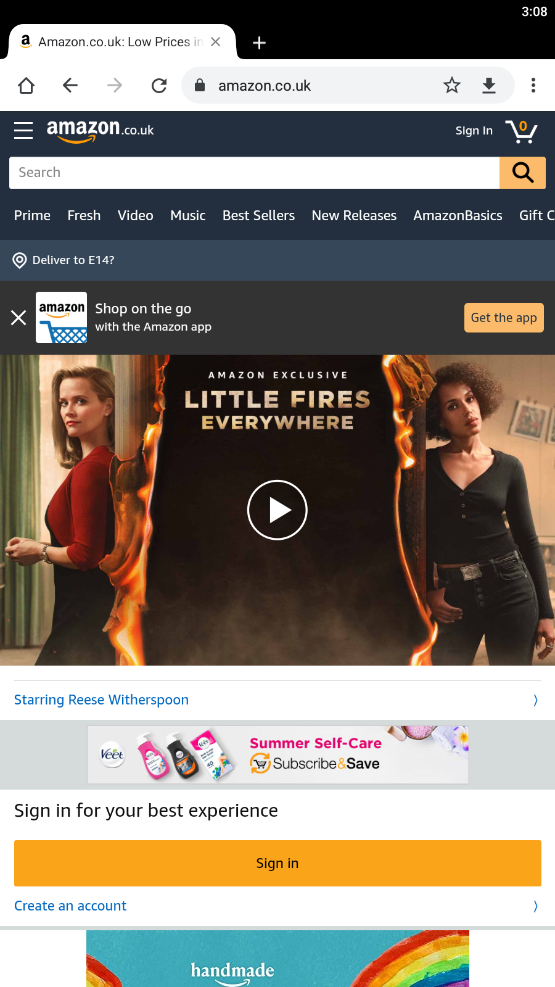 3:08
Amazon.co.uk: Low Prices in
amazon.co.uk
amazon.co.uk
Sign In
0
Search
Prime Fresh Video Music Best Sellers New Releases AmazonBasics Gift C
Deliver to E14?
amazon
Shop on the go
with the Amazon app
Get the app
AMAZON EXCLUSIVE
LITTLE FIRES
EVERYWHERE
Starring Reese Witherspoon
Veet
Summer Self-Care
Subscribe&Save
Sign in for your best experience
Sign in
Create an account
handmade